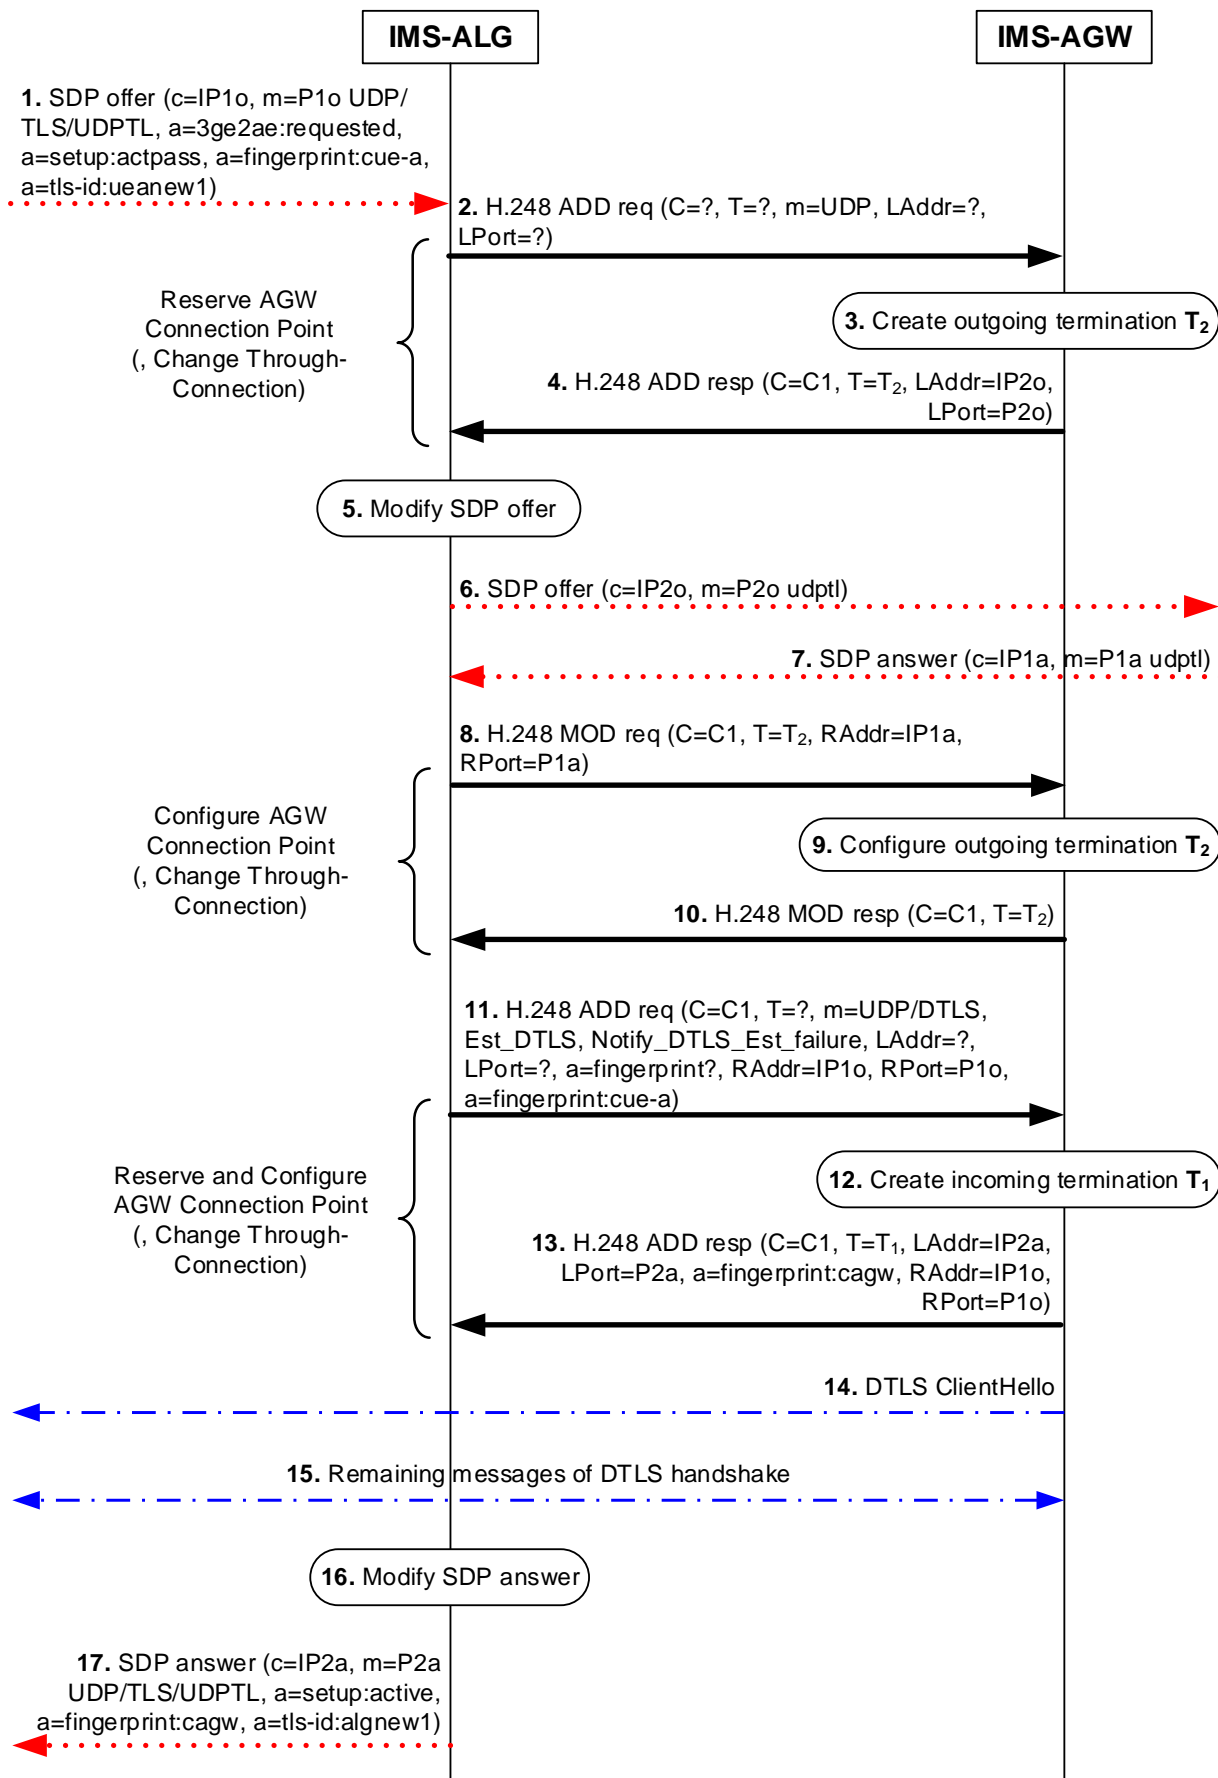 IMS-ALG
IMS-AGW
1. SDP offer (c=IP1o, m=P1o UDP/
TLS/UDPTL, a=3ge2ae:requested,
a=setup:actpass, a=fingerprint:cue-a,
a=tls-id:ueanew1)
2. H.248 ADD req (C=?, T=?, m=UDP, LAddr=?,
LPort=?)
Reserve AGW
Connection Point
(, Change Through-
Connection)
3. Create outgoing termination T2
4. H.248 ADD resp (C=C1, T=T2, LAddr=IP2o,
LPort=P2o)
5. Modify SDP offer
6. SDP offer (c=IP2o, m=P2o udptl)
7. SDP answer (c=IP1a, m=P1a udptl)
8. H.248 MOD req (C=C1, T=T2, RAddr=IP1a,
RPort=P1a)
Configure AGW
Connection Point
(, Change Through-
Connection)
9. Configure outgoing termination T2
10. H.248 MOD resp (C=C1, T=T2)
11. H.248 ADD req (C=C1, T=?, m=UDP/DTLS,
Est_DTLS, Notify_DTLS_Est_failure, LAddr=?,
LPort=?, a=fingerprint?, RAddr=IP1o, RPort=P1o,
a=fingerprint:cue-a)
Reserve and Configure
AGW Connection Point
(, Change Through-
Connection)
12. Create incoming termination T1
13. H.248 ADD resp (C=C1, T=T1, LAddr=IP2a,
LPort=P2a, a=fingerprint:cagw, RAddr=IP1o,
RPort=P1o)
14. DTLS ClientHello
15. Remaining messages of DTLS handshake
16. Modify SDP answer
17. SDP answer (c=IP2a, m=P2a
UDP/TLS/UDPTL, a=setup:active,
a=fingerprint:cagw, a=tls-id:algnew1)